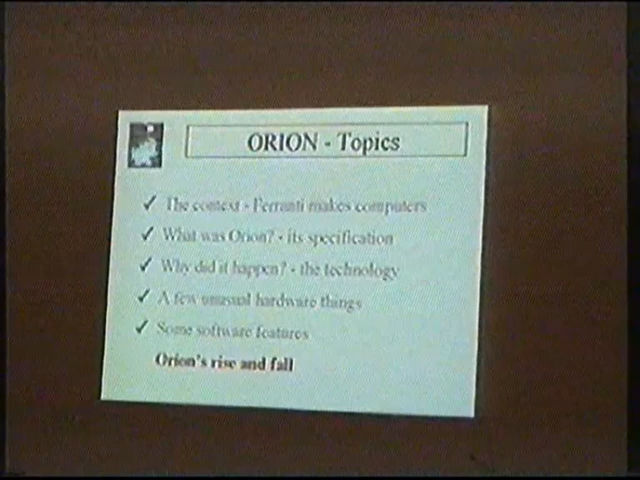 ORION - Topics
✓ The context - Ferranti makes computers
✓ What was Orion? - its specification
✓ Why did it happen? - the technology
✓ A few unusual hardware things
✓ Some software features
Orion's rise and fall